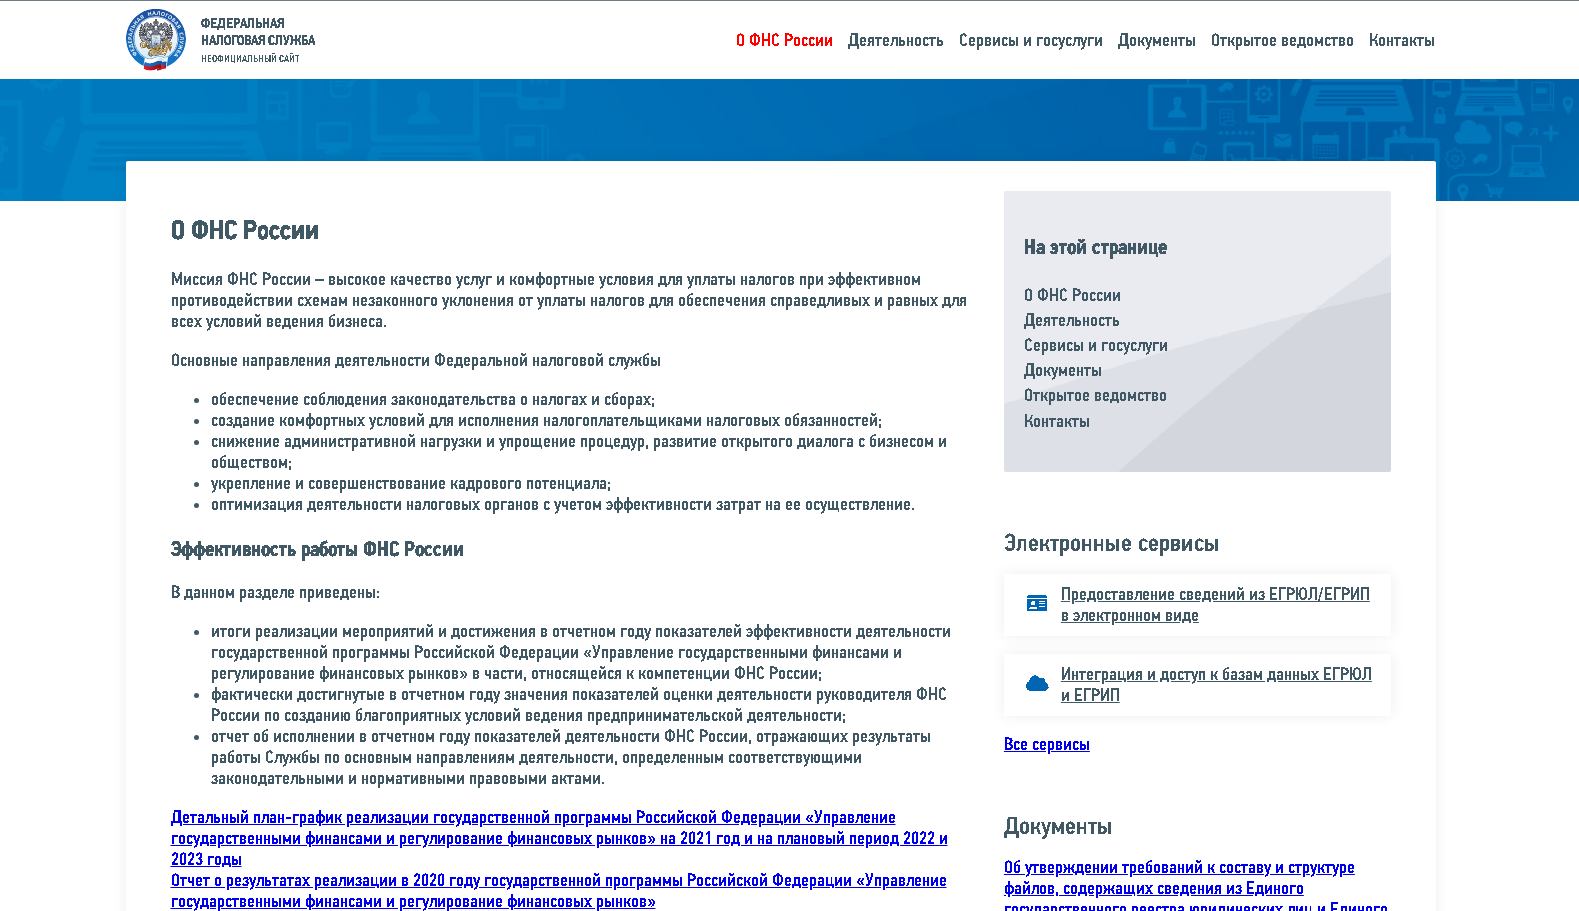 ФЕДЕРАЛЬНАЯ
НАЛОГОВАЯ СЛУЖБА
НЕОФИЦИАЛЬНЫЙ САЙТ
О ФНС России Деятельность Сервисы и госуслуги Документы Открытое ведомство Контакты
О ФНС России
Миссия ФНС России – высокое качество услуг и комфортные условия для уплаты налогов при эффективном
противодействии схемам незаконного уклонения от уплаты налогов для обеспечения справедливых и равных для
всех условий ведения бизнеса.
Основные направления деятельности Федеральной налоговой службы
• обеспечение соблюдения законодательства о налогах и сборах;
• создание комфортных условий для исполнения налогоплательщиками налоговых обязанностей;
• снижение административной нагрузки и упрощение процедур, развитие открытого диалога с бизнесом и
обществом;
• укрепление и совершенствование кадрового потенциала;
• оптимизация деятельности налоговых органов с учетом эффективности затрат на ее осуществление.
Эффективность работы ФНС России
В данном разделе приведены:
• итоги реализации мероприятий и достижения в отчетном году показателей эффективности деятельности
государственной программы Российской Федерации «Управление государственными финансами и
регулирование финансовых рынков» в части, относящейся к компетенции ФНС России;
• фактически достигнутые в отчетном году значения показателей оценки деятельности руководителя ФНС
России по созданию благоприятных условий ведения предпринимательской деятельности;
• отчет об исполнении в отчетном году показателей деятельности ФНС России, отражающих результаты
работы Службы по основным направлениям деятельности, определенным соответствующими
законодательными и нормативными правовыми актами.
Детальный план-график реализации государственной программы Российской Федерации «Управление
государственными финансами и регулирование финансовых рынков» на 2021 год и на плановый период 2022 и
2023 годы
Отчет о результатах реализации в 2020 году государственной программы Российской Федерации «Управление
государственными финансами и регулирование финансовых рынков»
На этой странице
О ФНС России
Деятельность
Сервисы и госуслуги
Документы
Открытое ведомство
Контакты
Электронные сервисы
Предоставление сведений из ЕГРЮЛ/ЕГРИП
в электронном виде
Интеграция и доступ к базам данных ЕГРЮЛ
и ЕГРИП
Все сервисы
Документы
Об утверждении требований к составу и структуре
файлов, содержащих сведения из Единого
государственного реестра юридических лиц и Единого